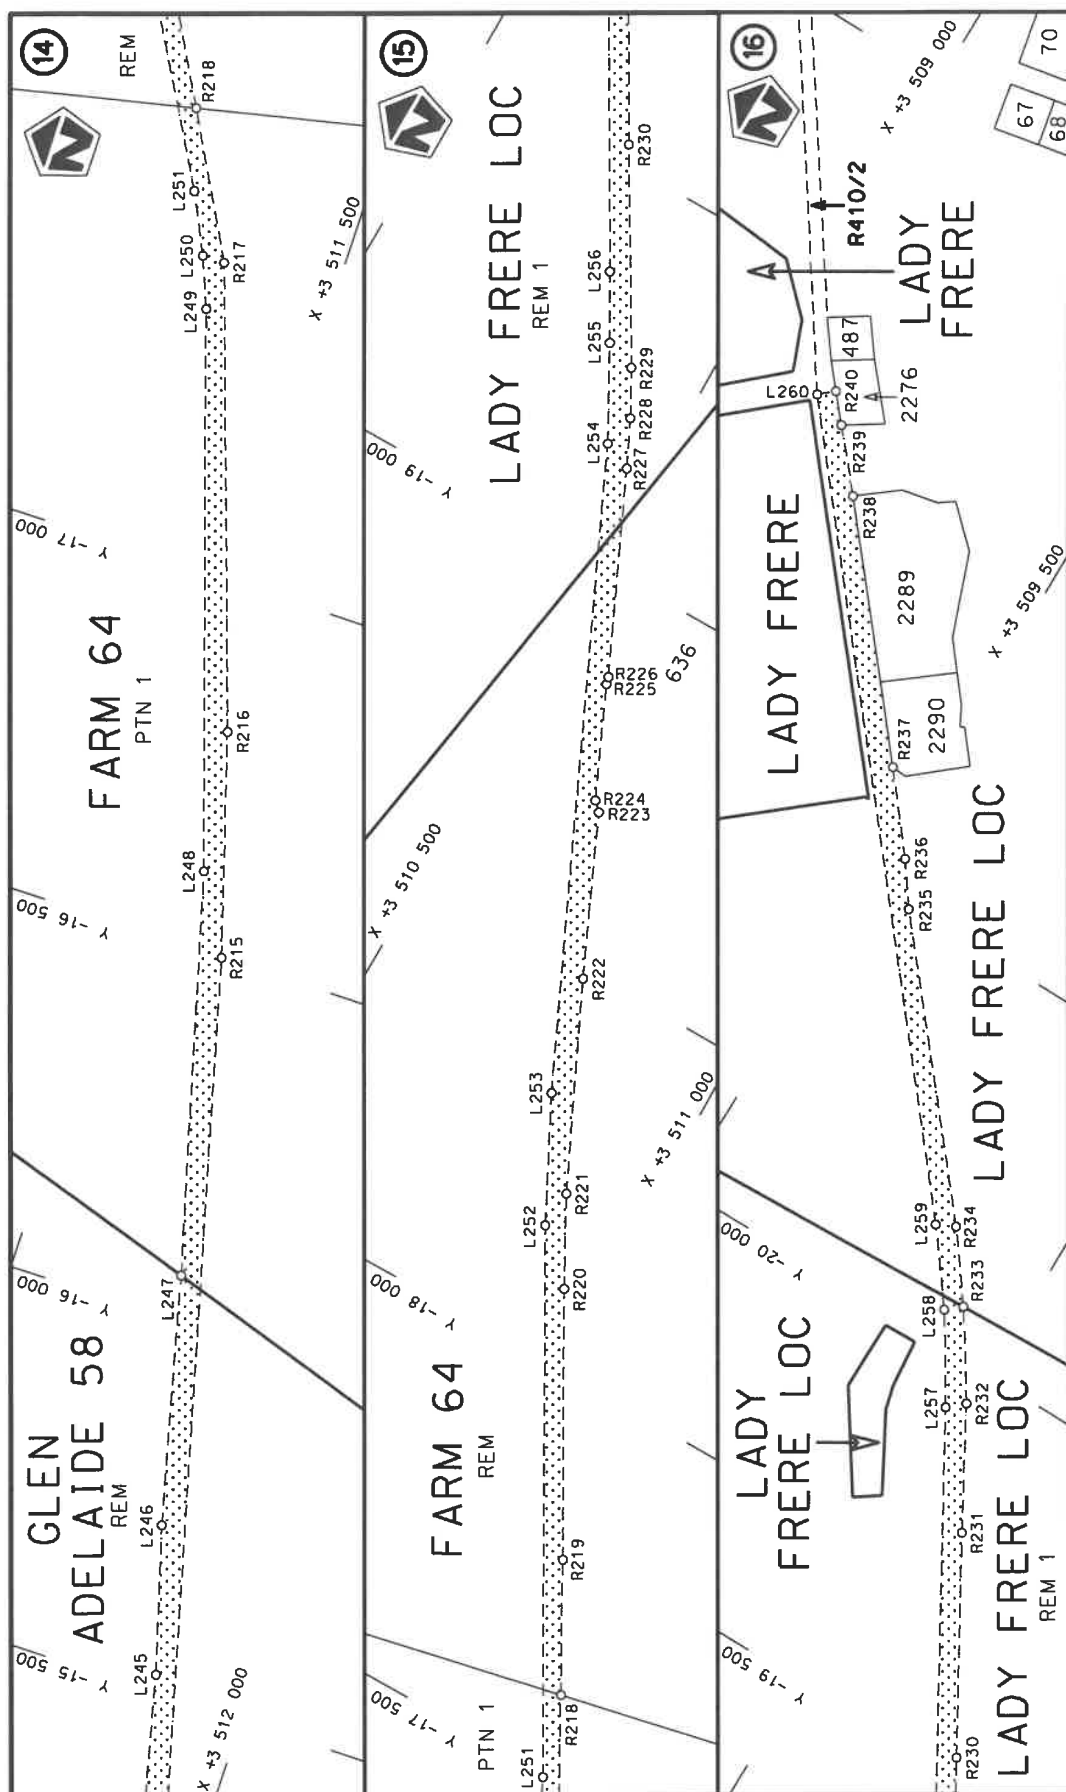 14
N
REM
R218
L251
L250
R217
L249
X +3 511 500
Y -17 000
FARM 64
PTN 1
R216
L248
Y -16 500
R215
Y -16 000
L247
GLEN
ADELAIDE 58
REM
L246
Y -15 500
L245
X +3 512 000
15
N
LADY FRERE LOC
REM 1
R230
L256
L255
R229
R228
L254
R227
Y -19 000
R226
R225
636
R224
R223
X +3 510 500
R222
L253
X +3 511 000
R221
L252
R220
Y -18 000
FARM 64
REM
R219
Y -17 500
PTN 1
R218
L251
16
N
X +3 509 000
70
67
68
R410/2
LADY
FRERE
487
L260
R240
2276
R239
R238
LADY FRERE
2289
X +3 509 500
2290
R237
R236
R235
LADY FRERE LOC
L259
R234
Y -20 000
R233
L258
LADY
FRERE LOC
L257
R232
R231
LADY FRERE LOC
REM 1
Y -19 500
R230